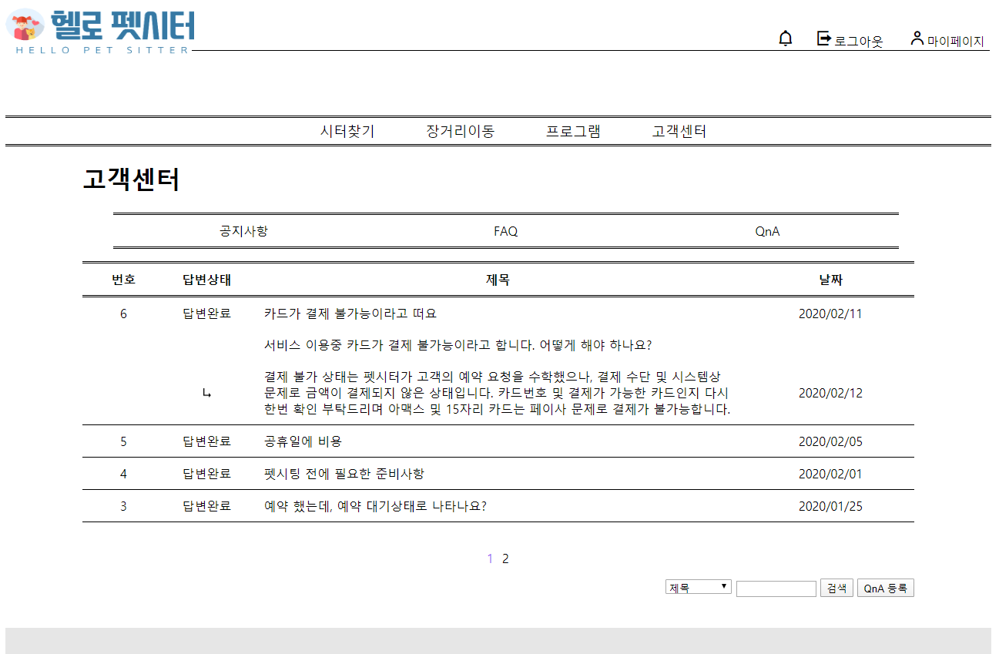 헬로 펫시터
HELLO PET SITTER
로그아웃 마이페이지
시터찾기 장거리이동 프로그램 고객센터
고객센터
공지사항 FAQ QnA
번호 답변상태 제목 날짜
6 답변완료 카드가 결제 불가능이라고 떠요 2020/02/11
서비스 이용중 카드가 결제 불가능이라고 합니다. 어떻게 해야 하나요?
결제 불가 상태는 펫시터가 고객의 예약 요청을 수학했으나, 결제 수단 및 시스템상
문제로 금액이 결제되지 않은 상태입니다. 카드번호 및 결제가 가능한 카드인지 다시
한번 확인 부탁드리며 아맥스 및 15자리 카드는 페이사 문제로 결제가 불가능합니다.
2020/02/12
5 답변완료 공휴일에 비용 2020/02/05
4 답변완료 펫시팅 전에 필요한 준비사항 2020/02/01
3 답변완료 예약 했는데, 예약 대기상태로 나타나요? 2020/01/25
1 2
제목 검색 QnA 등록